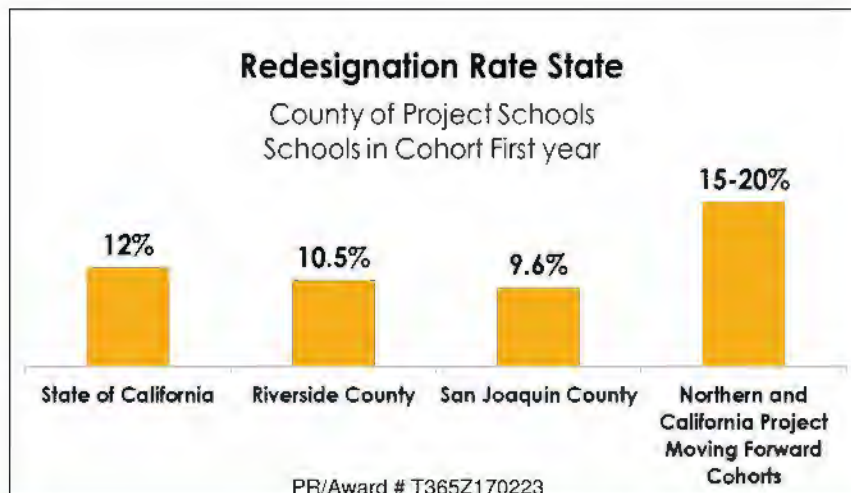 Redesignation Rate State
County of Project Schools
Schools in Cohort First year
15-20%
12%
10.5%
9.6%
State of California
Riverside County
San Joaquin County
Northern and
California Project
Moving Forward
Cohorts
PR/Award # T365Z170223